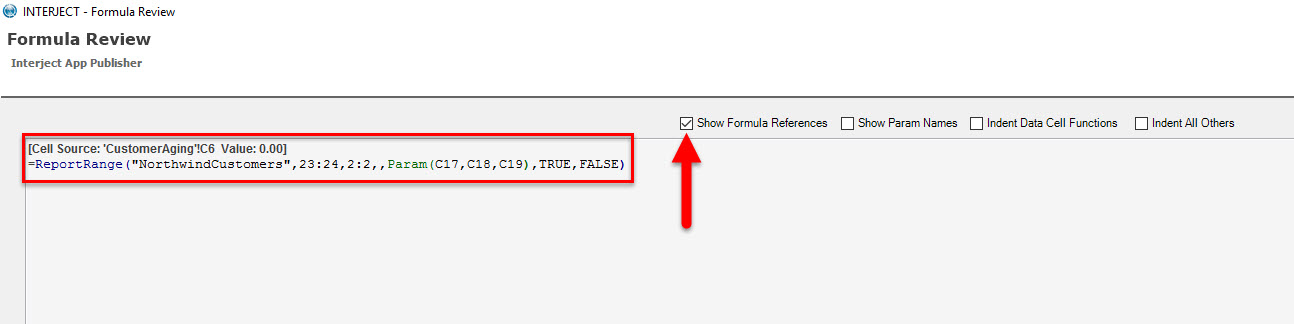 INTERJECT - Formula Review
Formula Review
Interject App Publisher
Show Formula References Show Param Names Indent Data Cell Functions Indent All Others
[Cell Source: 'CustomerAging'!C6 Value: 0.00]
=ReportRange("NorthwindCustomers",23:24,2:2,,Param(C17,C18,C19),TRUE,FALSE)